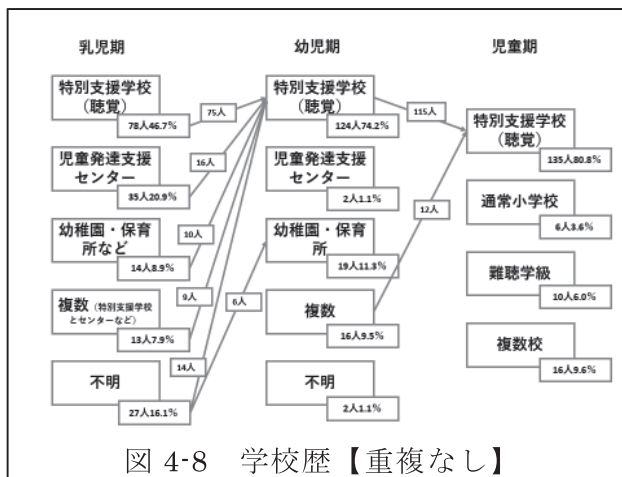 乳児期
特別支援学校
（聴覚）
78人46.7%
児童発達支援
センター
35人20.9%
幼稚園・保育
所など
14人8.9%
複数（特別支援学校
とセンターなど）
13人7.9%
不明
27人16.1%
75人
16人
10人
9人
14人
6人
幼児期
特別支援学校
（聴覚）
124人74.2%
児童発達支援
センター
2人1.1%
幼稚園・保育
所
19人11.3%
複数
16人9.5%
不明
2人1.1%
115人
12人
児童期
特別支援学校
（聴覚）
135人80.8%
通常小学校
6人3.6%
難聴学級
10人6.0%
複数校
16人9.6%
図 4-8　学校歴【重複なし】